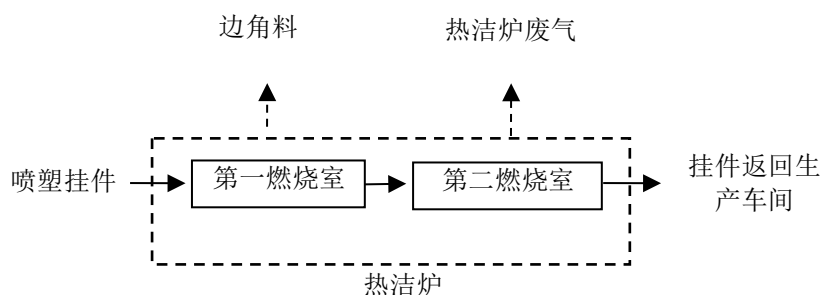 边角料
热洁炉废气
喷塑挂件
第一燃烧室
第二燃烧室
挂件返回生
产车间
热洁炉